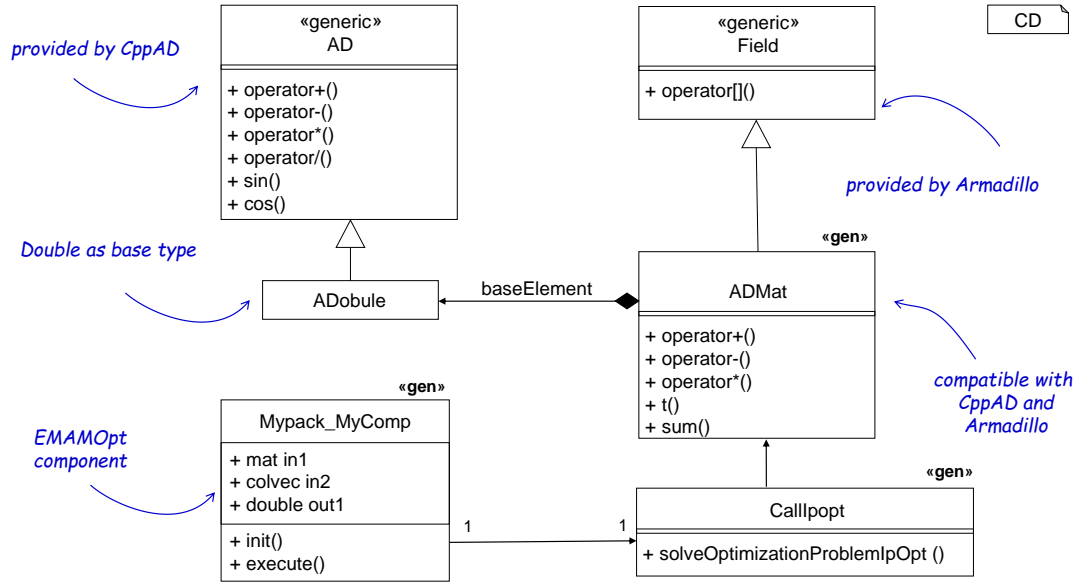 «generic»
AD
+ operator+()
+ operator-()
+ operator*()
+ operator/()
+ sin()
+ cos()
provided by CppAD
«generic»
Field
+ operator[]()
CD
provided by Armadillo
Double as base type
ADobule
baseElement
«gen»
ADMat
+ operator+()
+ operator-()
+ operator*()
+ t()
+ sum()
compatible with
CppAD and
Armadillo
«gen»
Mypack_MyComp
+ mat in1
+ colvec in2
+ double out1
+ init()
+ execute()
EMAMOpt
component
1
1
«gen»
CallIpopt
+ solveOptimizationProblemIpOpt ()